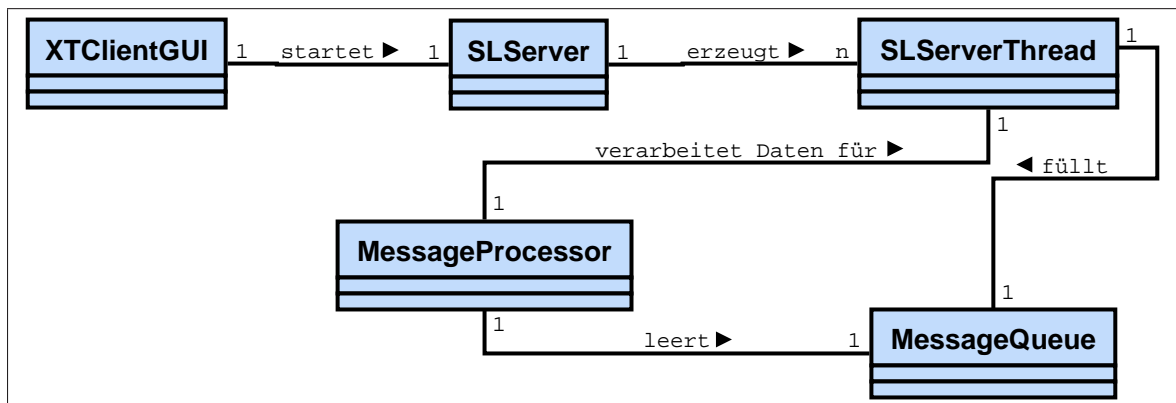 XTClientGUI 1 startet ► 1 SLServer 1 erzeugt ► n SLServerThread 1
1
verarbeitet Daten für ►
◄ füllt
1
MessageProcessor
1
1
leert ► 1 MessageQueue